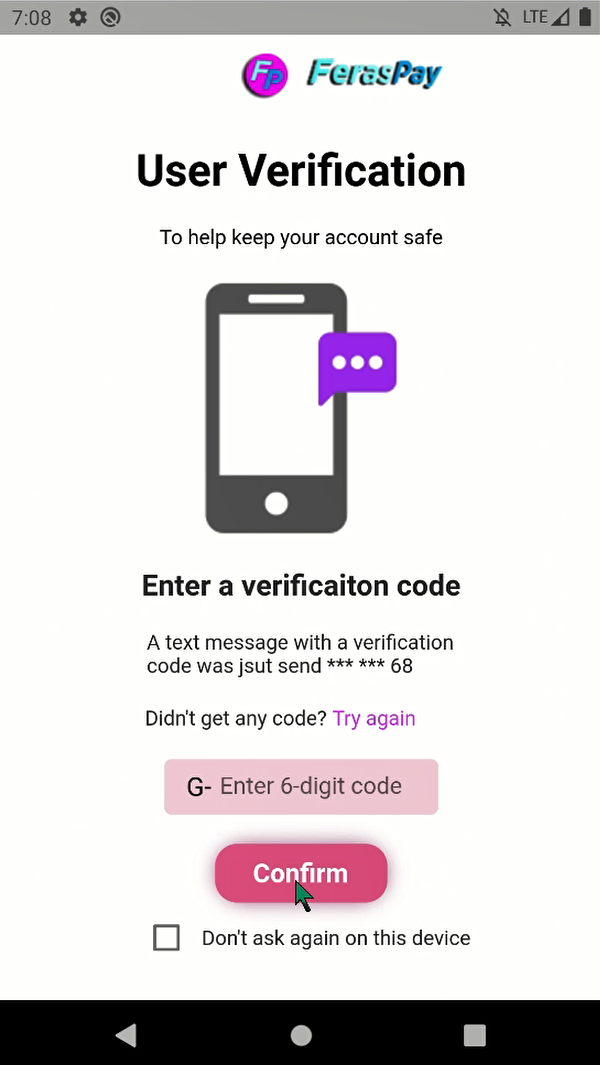 7:08 LTE
FP FerasPay
User Verification
To help keep your account safe
Enter a verificaiton code
A text message with a verification
code was jsut send *** *** 68
Didn't get any code? Try again
G- Enter 6-digit code
Confirm
Don't ask again on this device